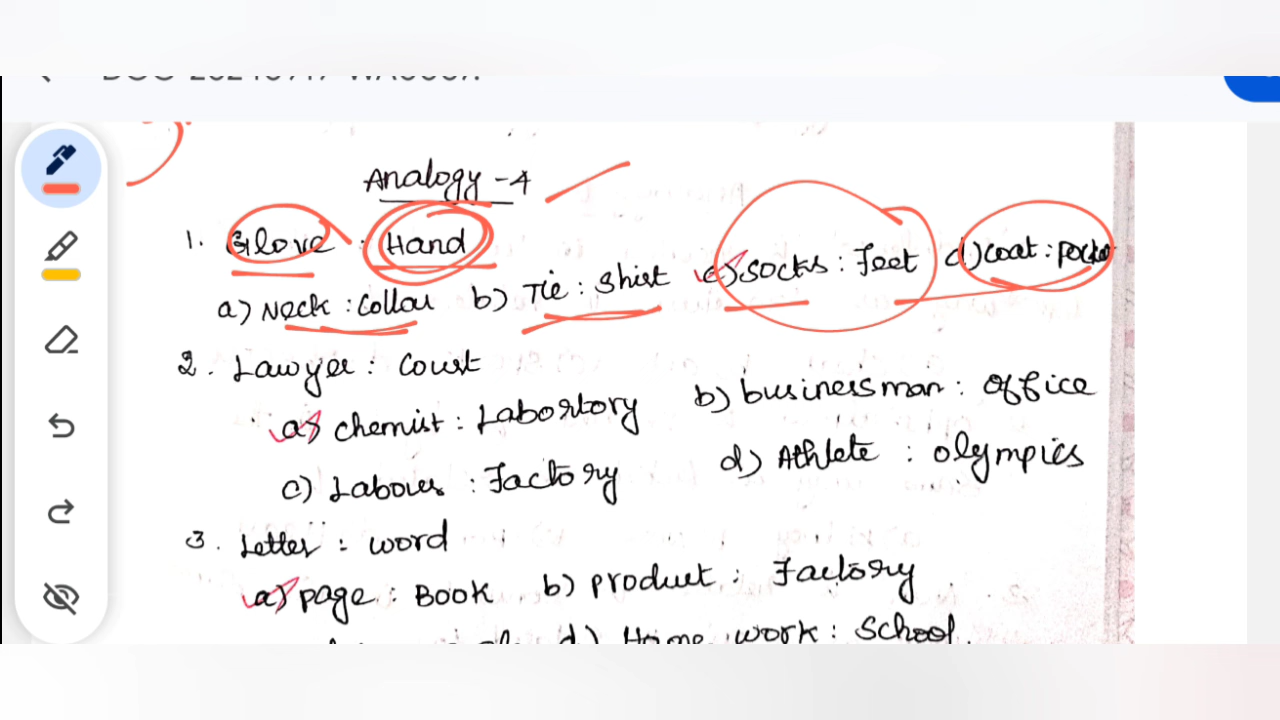 Analogy - 4
1. Glove : Hand
a) Neck : Collar b) Tie : Shirt c) Socks : Feet d) Coat : Pocket
2. Lawyer : Court
a) Chemist : Labortory b) businessman : Office
c) Labour : Factory d) Athlete : Olympics
3. Letter : word
a) Page : Book b) Product : Factory
d) Home work : School